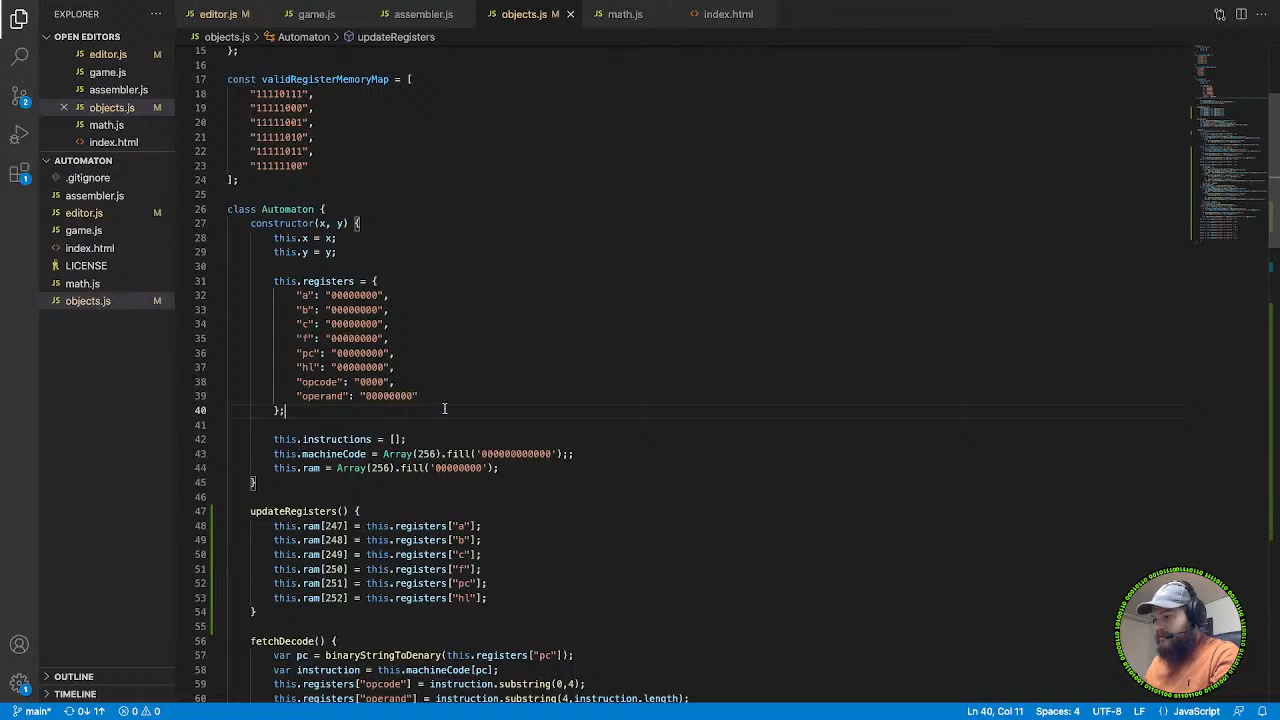 editor.js M
game.js
assembler.js
objects.js M
math.js
index.html
EXPLORER
objects.js > Automaton > updateRegisters
OPEN EDITORS
editor.js M
game.js
assembler.js
objects.js M
math.js
index.html
AUTOMATON
.gitignore
assembler.js
editor.js M
game.js
index.html
LICENSE
math.js
objects.js M
OUTLINE
TIMELINE
2
1
1
15 };
16
17 const validRegisterMemoryMap = [
18 "11110111",
19 "11111000",
20 "11111001",
21 "11111010",
22 "11111011",
23 "11111100"
24 ];
25
26 class Automaton {
27 constructor(x, y) {
28 this.x = x;
29 this.y = y;
30
31 this.registers = {
32 "a": "00000000",
33 "b": "00000000",
34 "c": "00000000",
35 "f": "00000000",
36 "pc": "00000000",
37 "hl": "00000000",
38 "opcode": "0000",
39 "operand": "00000000"
40 };
41
42 this.instructions = [];
43 this.machineCode = Array(256).fill('000000000000');;
44 this.ram = Array(256).fill('00000000');
45 }
46
47 updateRegisters() {
48 this.ram[247] = this.registers["a"];
49 this.ram[248] = this.registers["b"];
50 this.ram[249] = this.registers["c"];
51 this.ram[250] = this.registers["f"];
52 this.ram[251] = this.registers["pc"];
53 this.ram[252] = this.registers["hl"];
54 }
55
56 fetchDecode() {
57 var pc = binaryStringToDenary(this.registers["pc"]);
58 var instruction = this.machineCode[pc];
59 this.registers["opcode"] = instruction.substring(0,4);
60 this.registers["operand"] = instruction.substring(4,instruction.length);
main* 0↓ 1↑ 0 0
Ln 40, Col 11 Spaces: 4 UTF-8 LF {} JavaScript